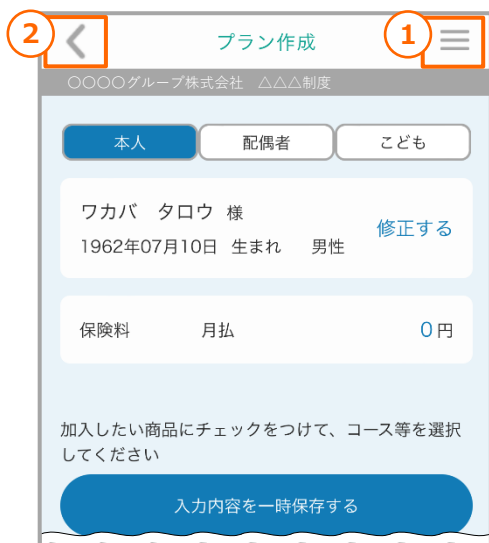 2
プラン作成
1
○○○○グループ株式会社 △△△制度
本人
配偶者
こども
ワカバ タロウ 様
1962年07月10日 生まれ 男性
修正する
保険料 月払 0円
加入したい商品にチェックをつけて、コース等を選択
してください
入力内容を一時保存する